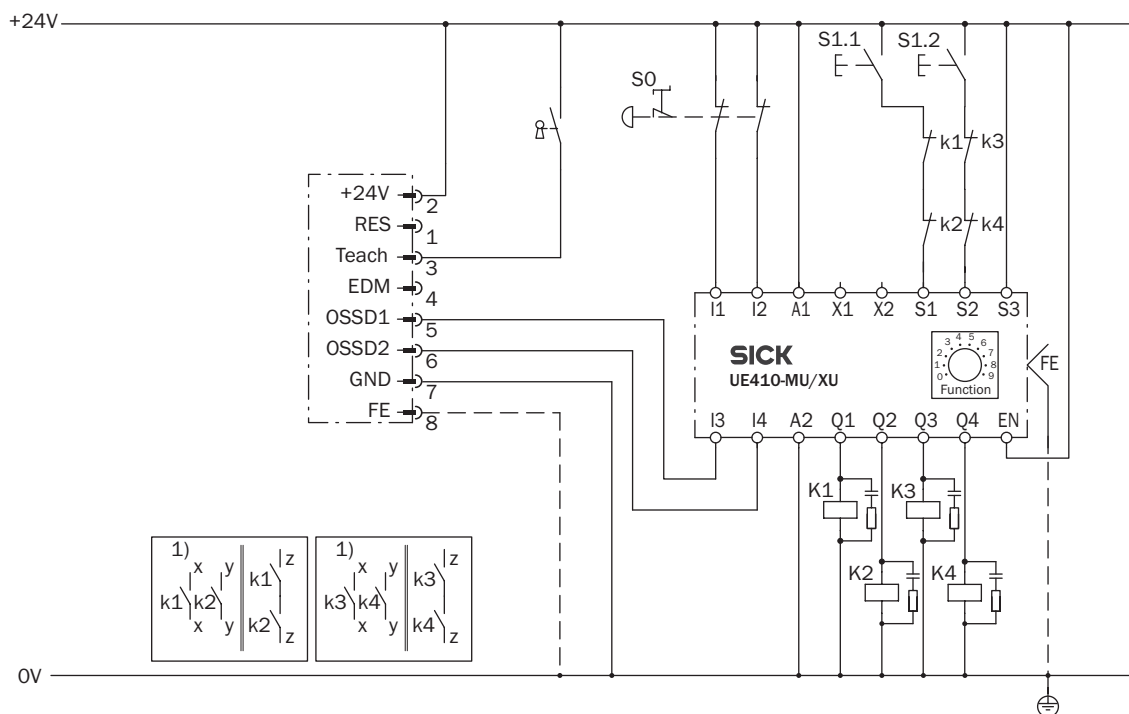 +24V
S1.1
S1.2
S0
k1
k3
k2
k4
+24V
2
RES
1
Teach
3
EDM
4
OSSD1
5
OSSD2
6
GND
7
FE
8
I1
I2
A1
X1
X2
S1
S2
S3
SICK
UE410-MU/XU
0
1
2
3
4
5
6
7
8
9
Function
FE
I3
I4
A2
Q1
Q2
Q3
Q4
EN
K1
K3
K2
K4
1)
x
y
z
k1
k2
k1
x
y
k2
z
1)
x
y
z
k3
k4
k3
x
y
k4
z
0V